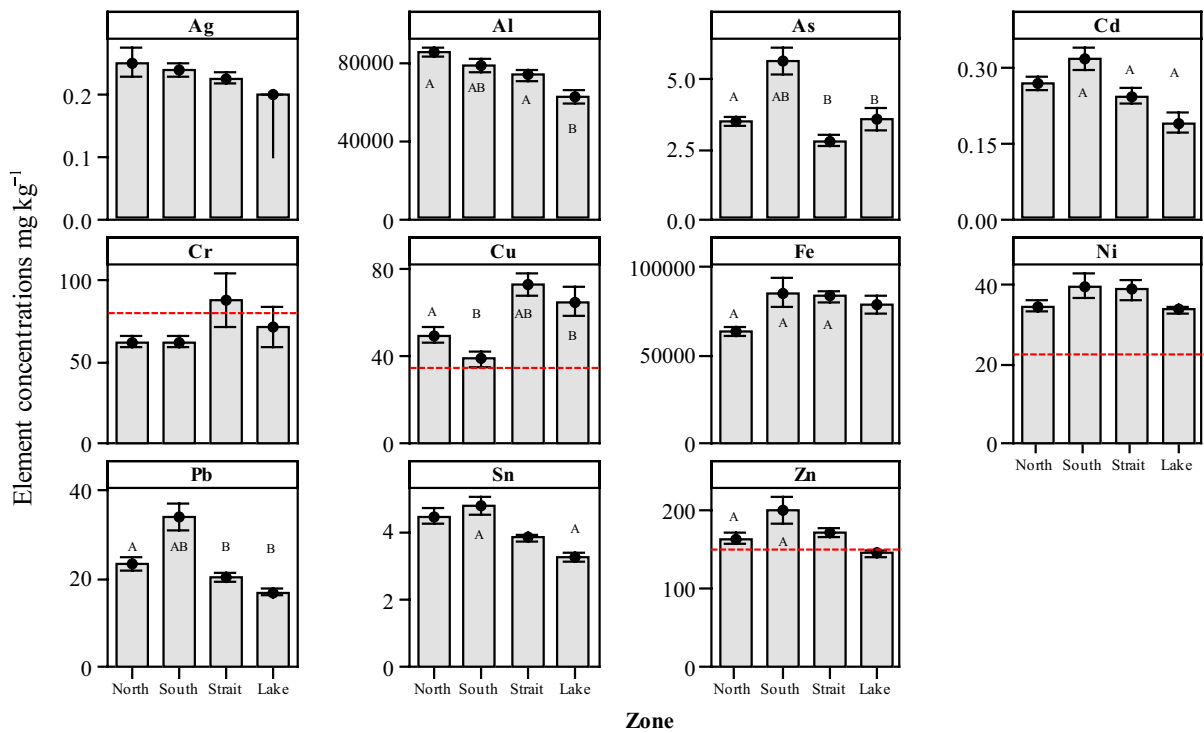 Element concentrations mg kg⁻¹
Ag
0.2
0.1
0.0
Al
80000
40000
0
A
AB
A
B
As
5.0
2.5
0.0
A
AB
B
B
Cd
0.30
0.15
0.00
A
A
A
Cr
100
50
0
Cu
80
40
0
A
B
AB
B
Fe
100000
50000
0
A
A
A
Ni
40
20
0
North South Strait Lake
Pb
40
20
0
A
AB
B
B
North South Strait Lake
Sn
4
2
0
A
A
North South Strait Lake
Zn
200
100
0
A
A
North South Strait Lake
Zone